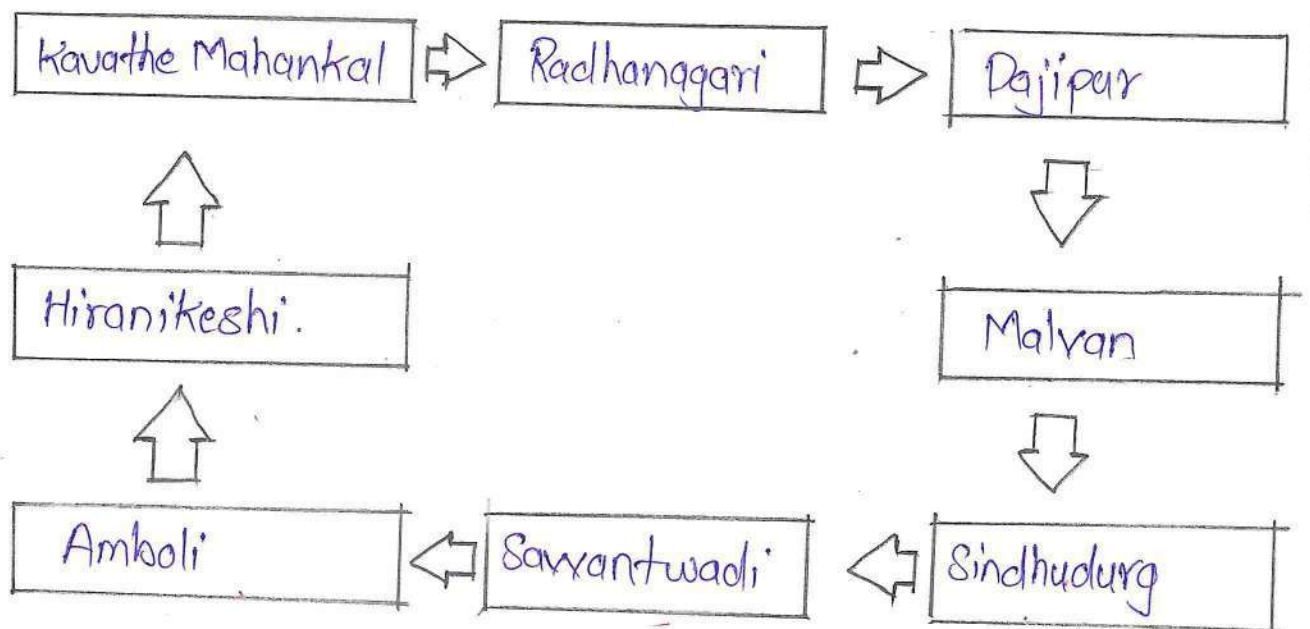 Kavathe Mahankal
Radhanagari
Dajipur
Hiranikeshi.
Malvan
Amboli
Sawantwadi
Sindhudurg